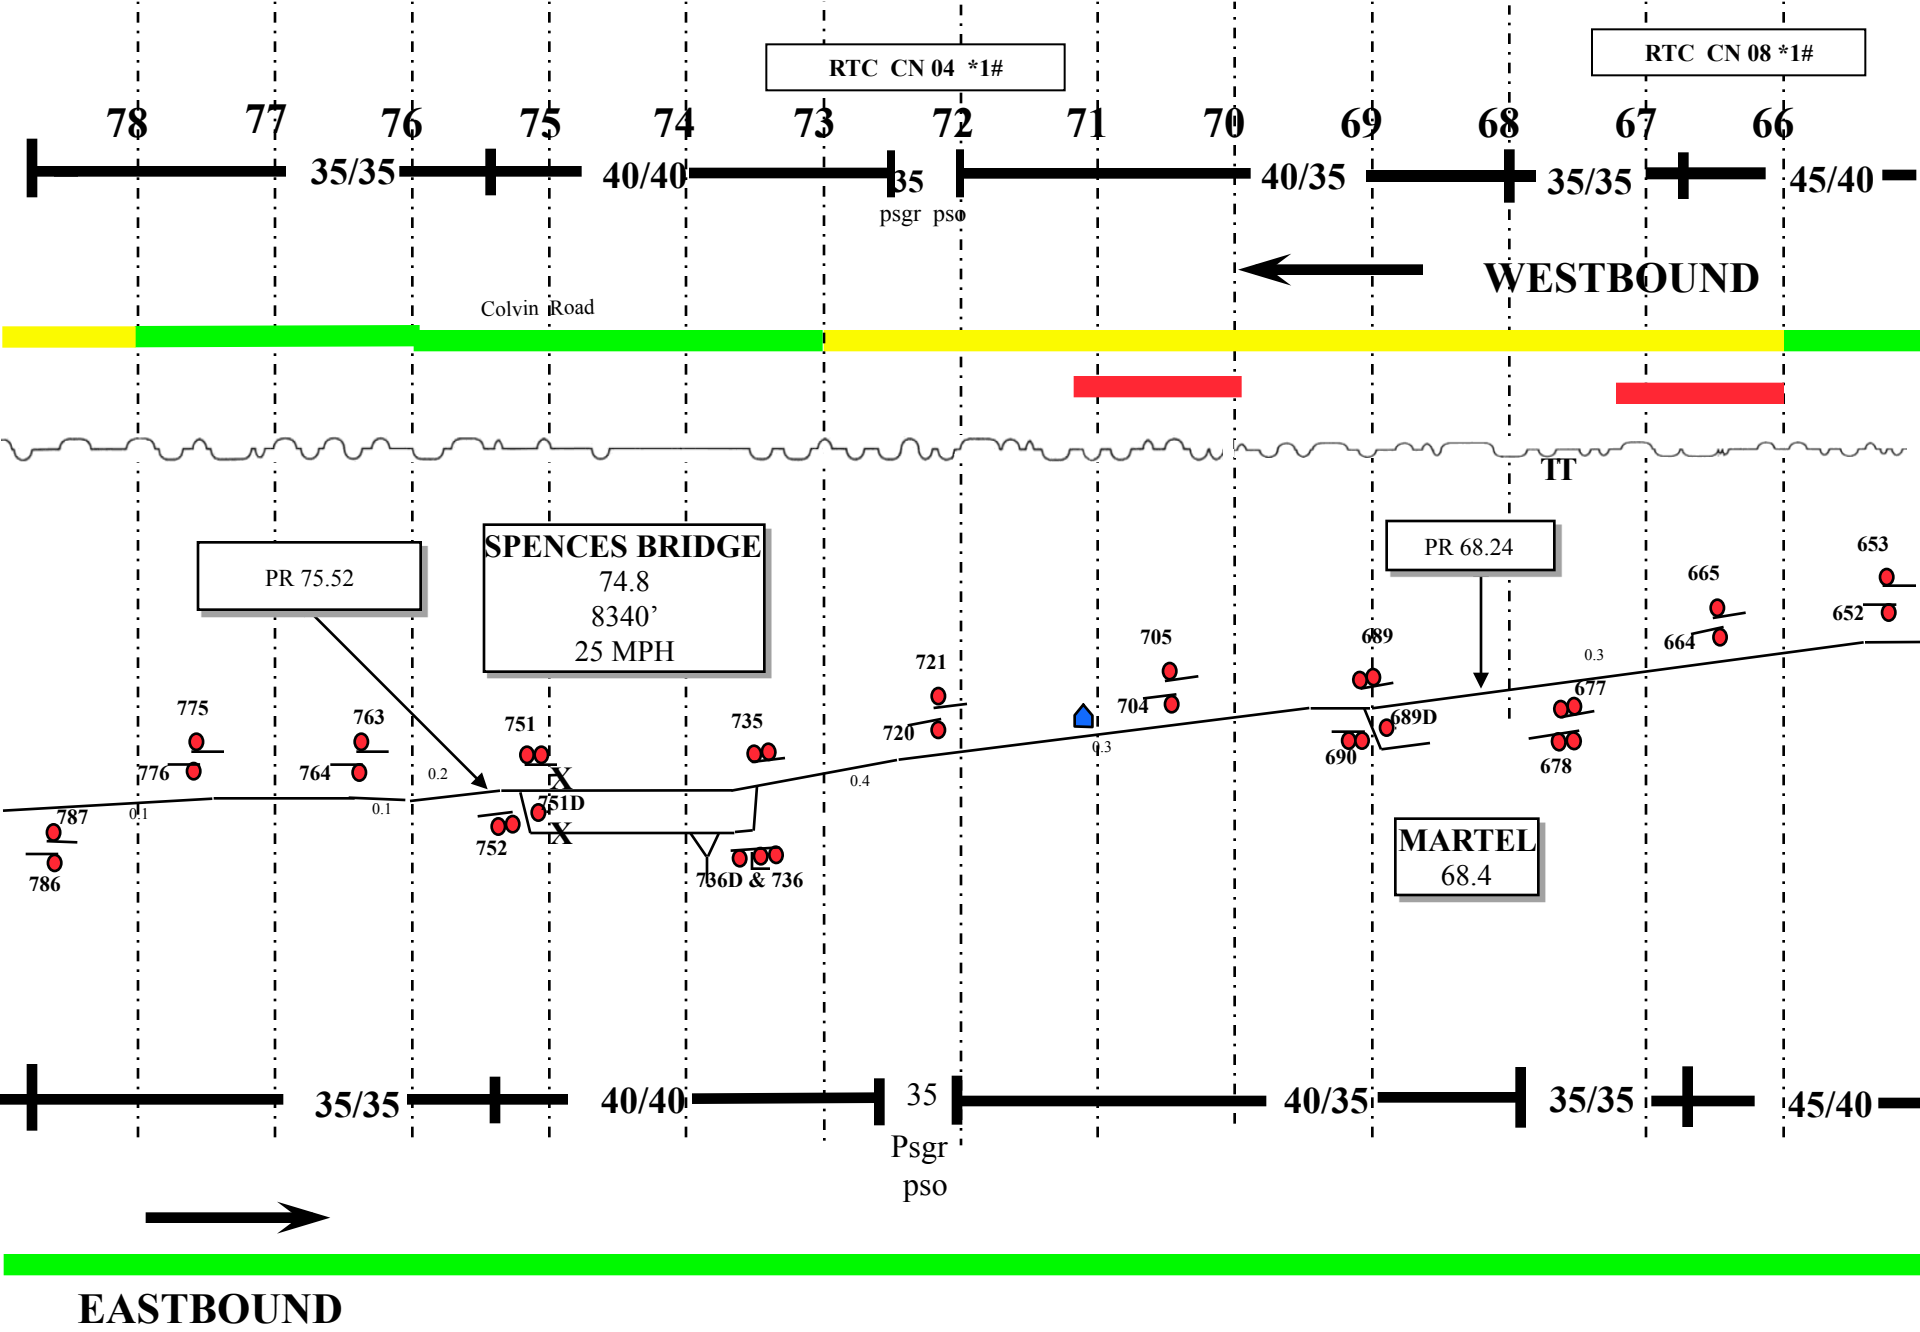 RTC CN 04 *1#
RTC CN 08 *1#
78 77 76 75 74 73 72 71 70 69 68 67 66
35/35 40/40 35 40/35 35/35 45/40
psgr pso
WESTBOUND
Colvin Road
TT
PR 75.52
SPENCES BRIDGE
74.8
8340’
25 MPH
PR 68.24
653
652
665
664
0.3
677
678
689
689D
690
705
704
0.3
721
720
0.4
735
736D & 736
751
X
751D
X
752
763
764
0.2
0.1
775
776
0.1
787
786
MARTEL
68.4
35/35 40/40 35 40/35 35/35 45/40
Psgr
pso
EASTBOUND